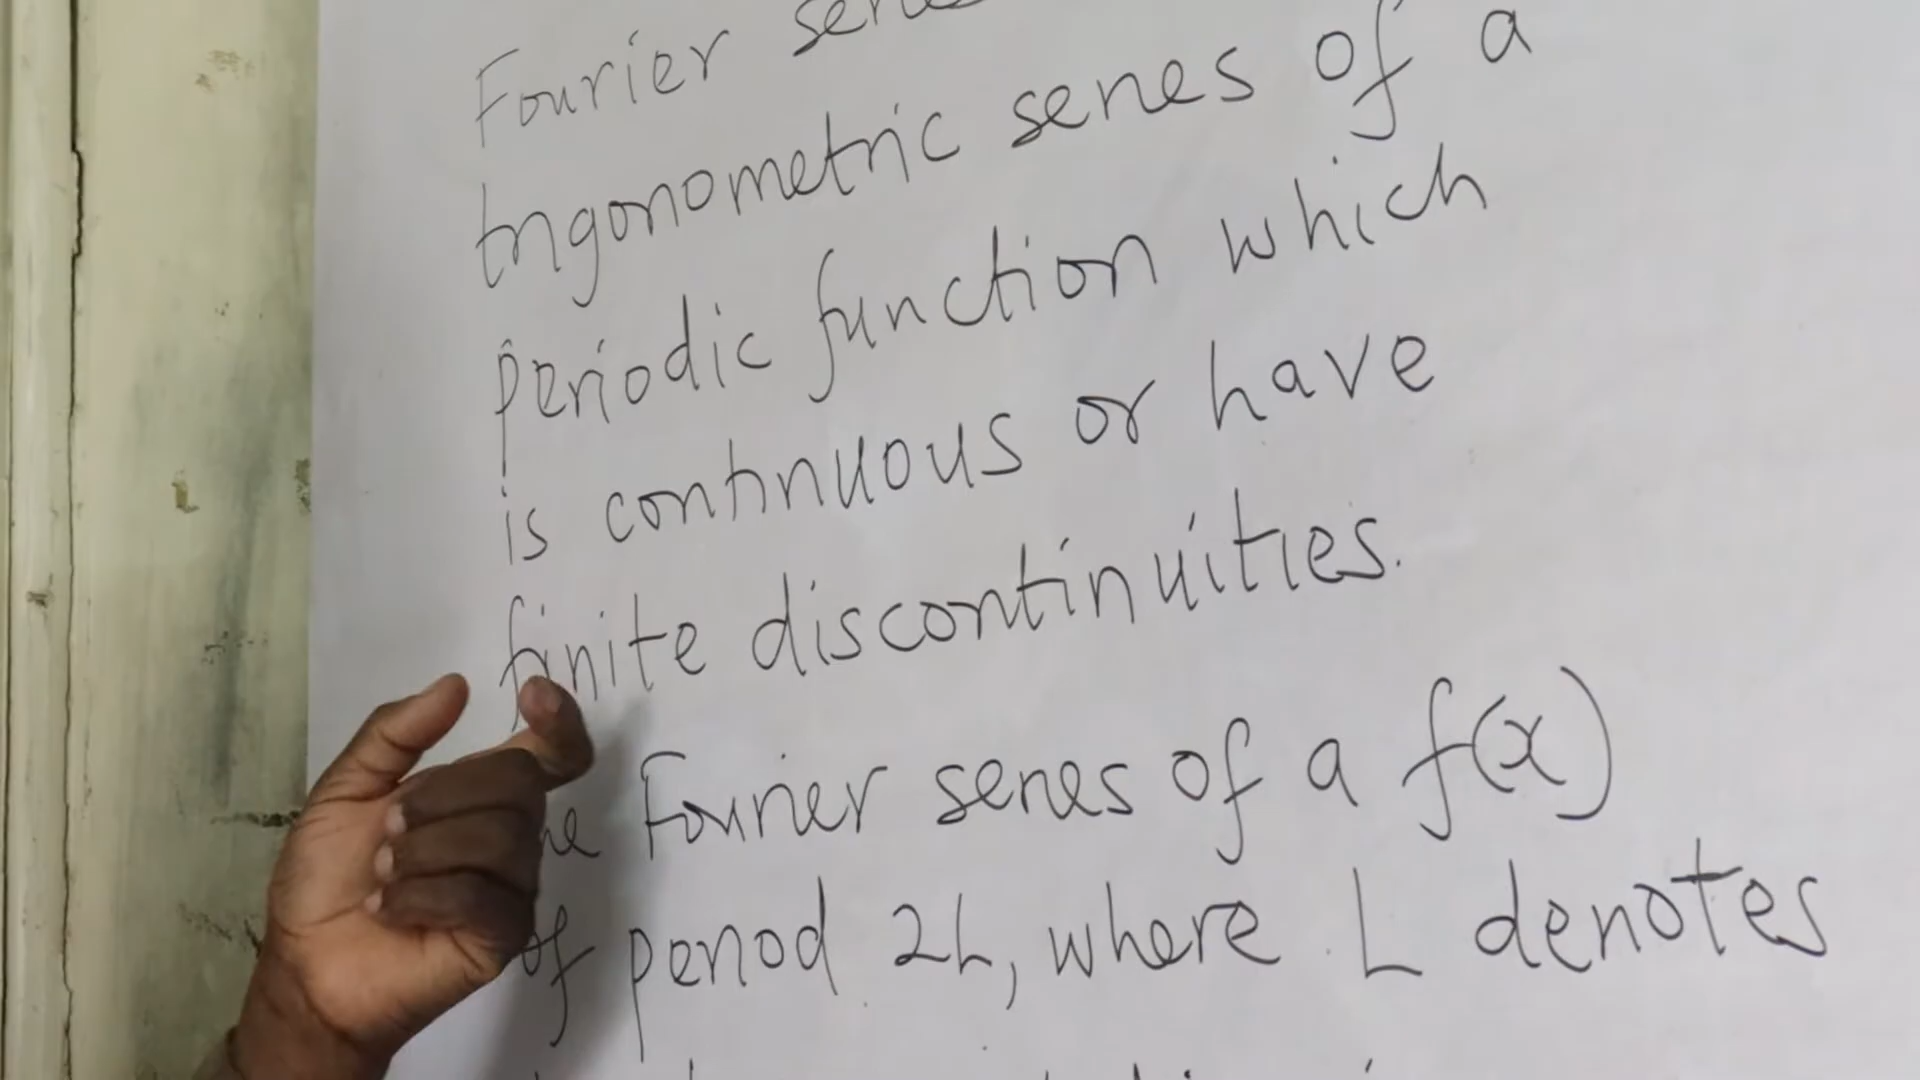 Fourier
trigonometric series of a
periodic function which
is continuous or have
finite discontinuities.
Fourier series of a f(x)
of period 2L, where L denotes